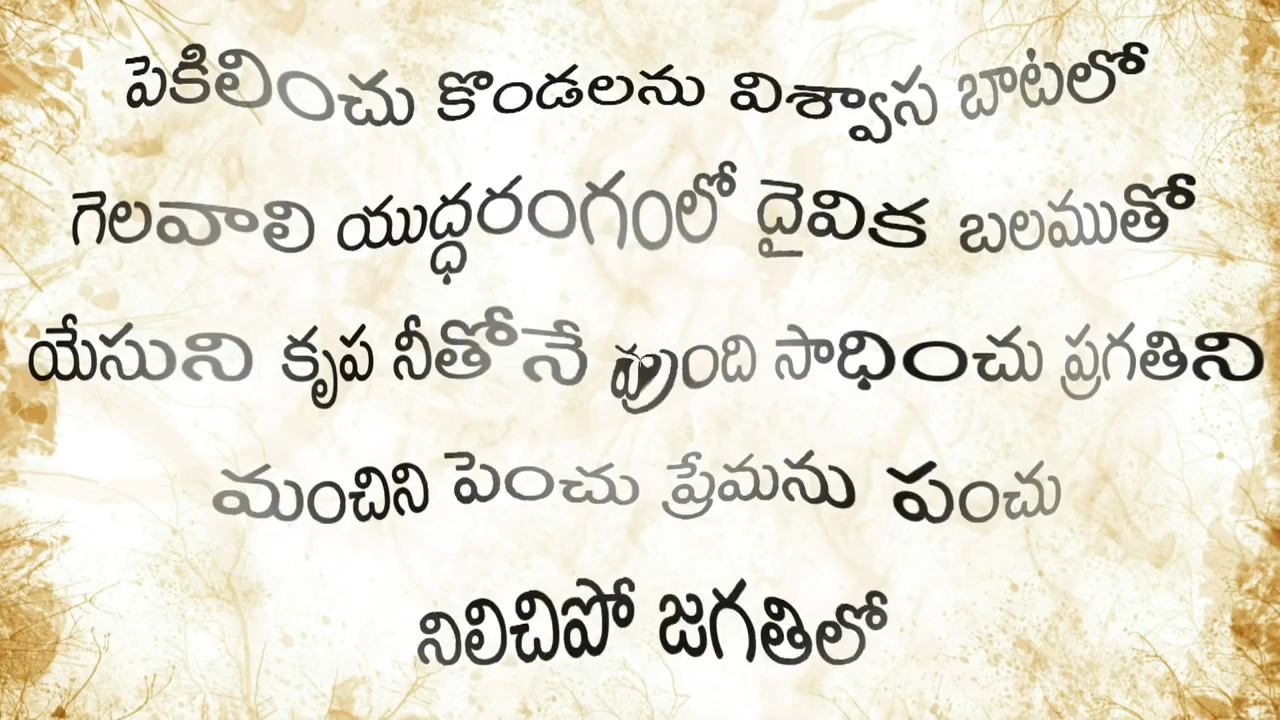 పెకిలించు కొండలను విశ్వాస బాటలో
గెలవాలి యుద్ధరంగంలో దైవిక బలముతో
యేసుని కృప నీతోనే వుంది సాధించు ప్రగతిని
మంచిని పెంచు ప్రేమను పంచు
నిలిచిపో జగతిలో